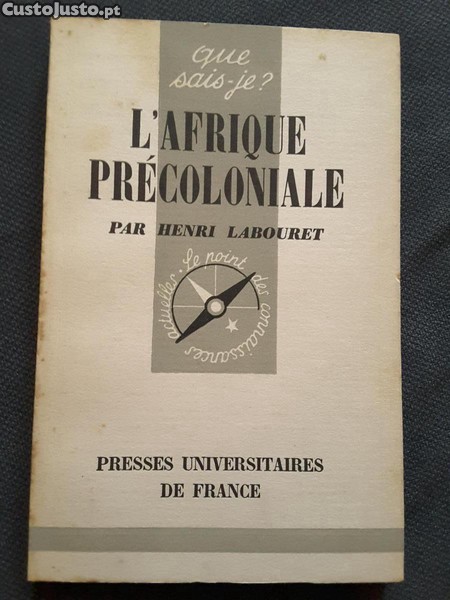 CustoJusto.pt
que
sais-je?
L'AFRIQUE
PRÉCOLONIALE
PAR HENRI LABOURET
Le point des connaissances actuelles
PRESSES UNIVERSITAIRES
DE FRANCE